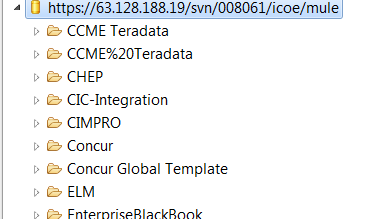 https://63.128.188.19/svn/008061/icoe/mule
CCME Teradata
CCME%20Teradata
CHEP
CIC-Integration
CIMPRO
Concur
Concur Global Template
ELM
EnterpriseBlackBook